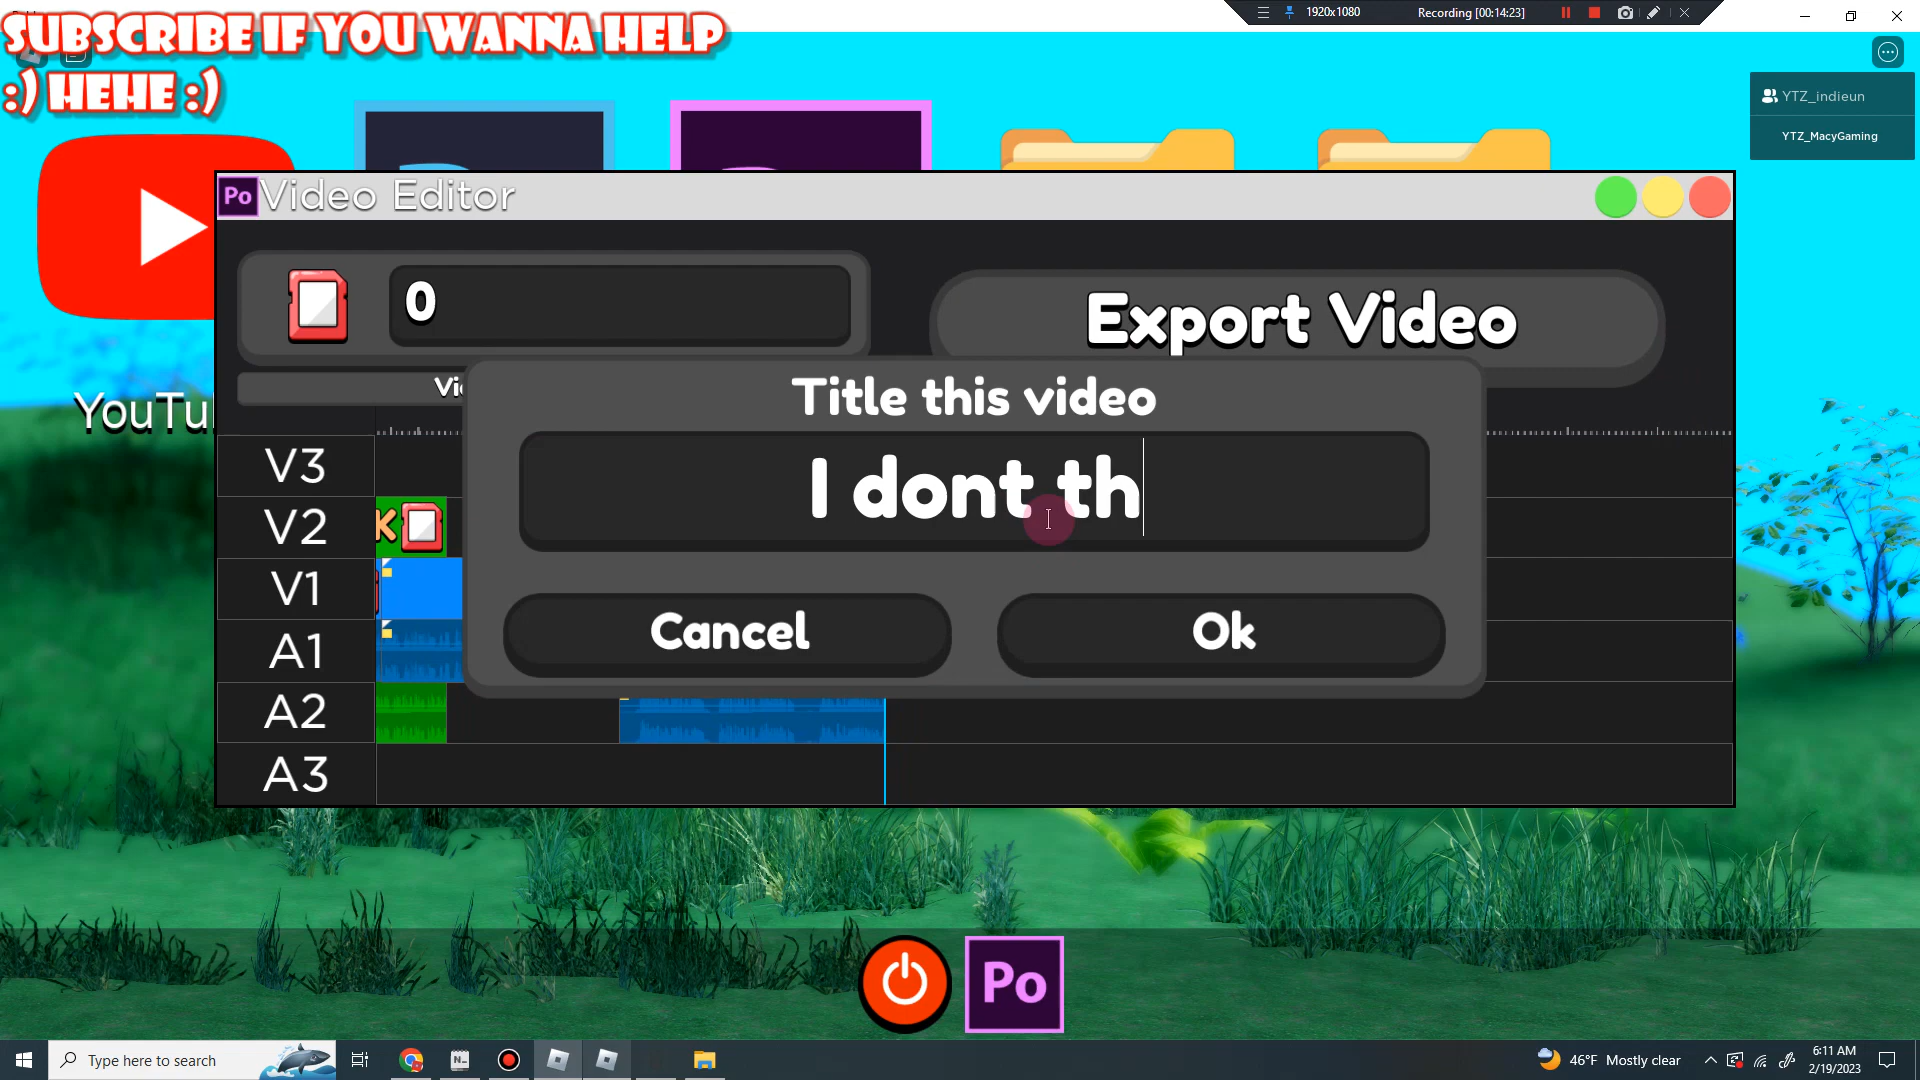 1920x1080
Recording [00:14:23]
SUBSCRIBE IF YOU WANNA HELP
:) HEHE :)
YTZ_indieun
YTZ_MacyGaming
Po
Video Editor
0
Export Video
YouTu
Vi
Title this video
I dont th
Cancel
Ok
V3
V2
K
V1
A1
A2
A3
Po
Type here to search
46°F Mostly clear
6:11 AM
2/19/2023